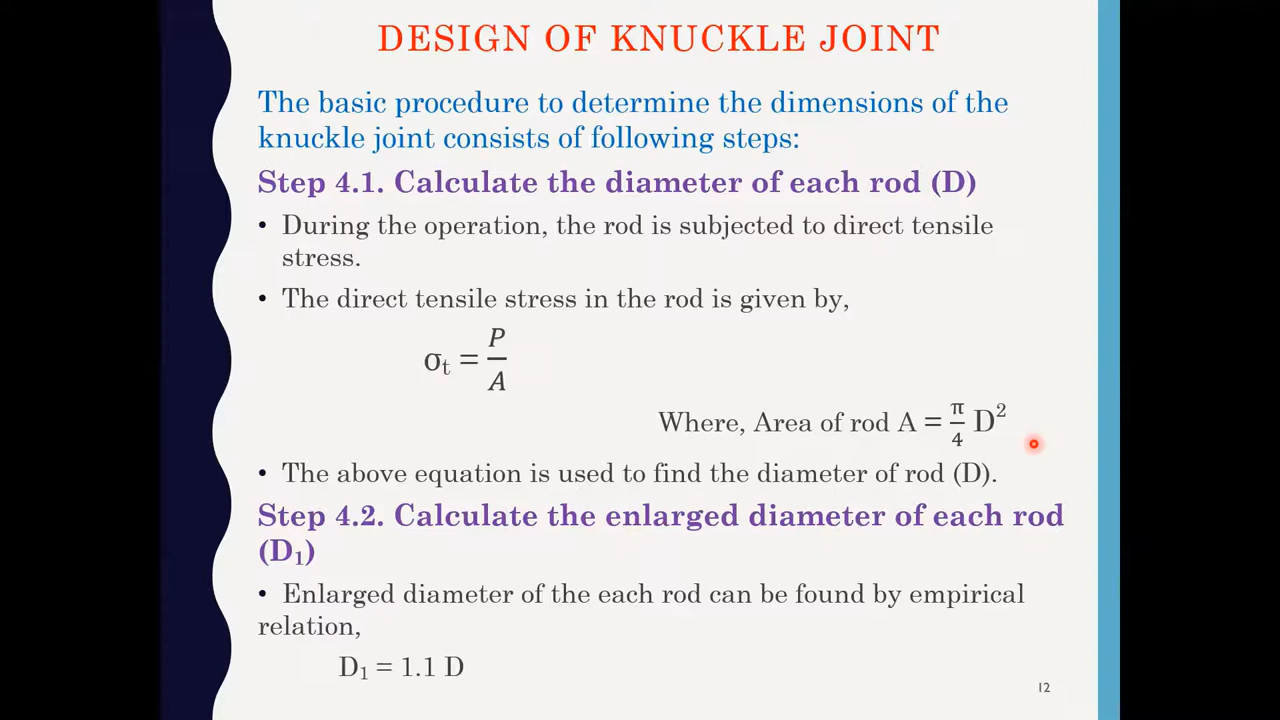 DESIGN OF KNUCKLE JOINT
The basic procedure to determine the dimensions of the
knuckle joint consists of following steps:
Step 4.1. Calculate the diameter of each rod (D)
• During the operation, the rod is subjected to direct tensile
stress.
• The direct tensile stress in the rod is given by,
σₜ = P/A
Where, Area of rod A = π/4 D²
• The above equation is used to find the diameter of rod (D).
Step 4.2. Calculate the enlarged diameter of each rod
(D₁)
• Enlarged diameter of the each rod can be found by empirical
relation,
D₁ = 1.1 D
12